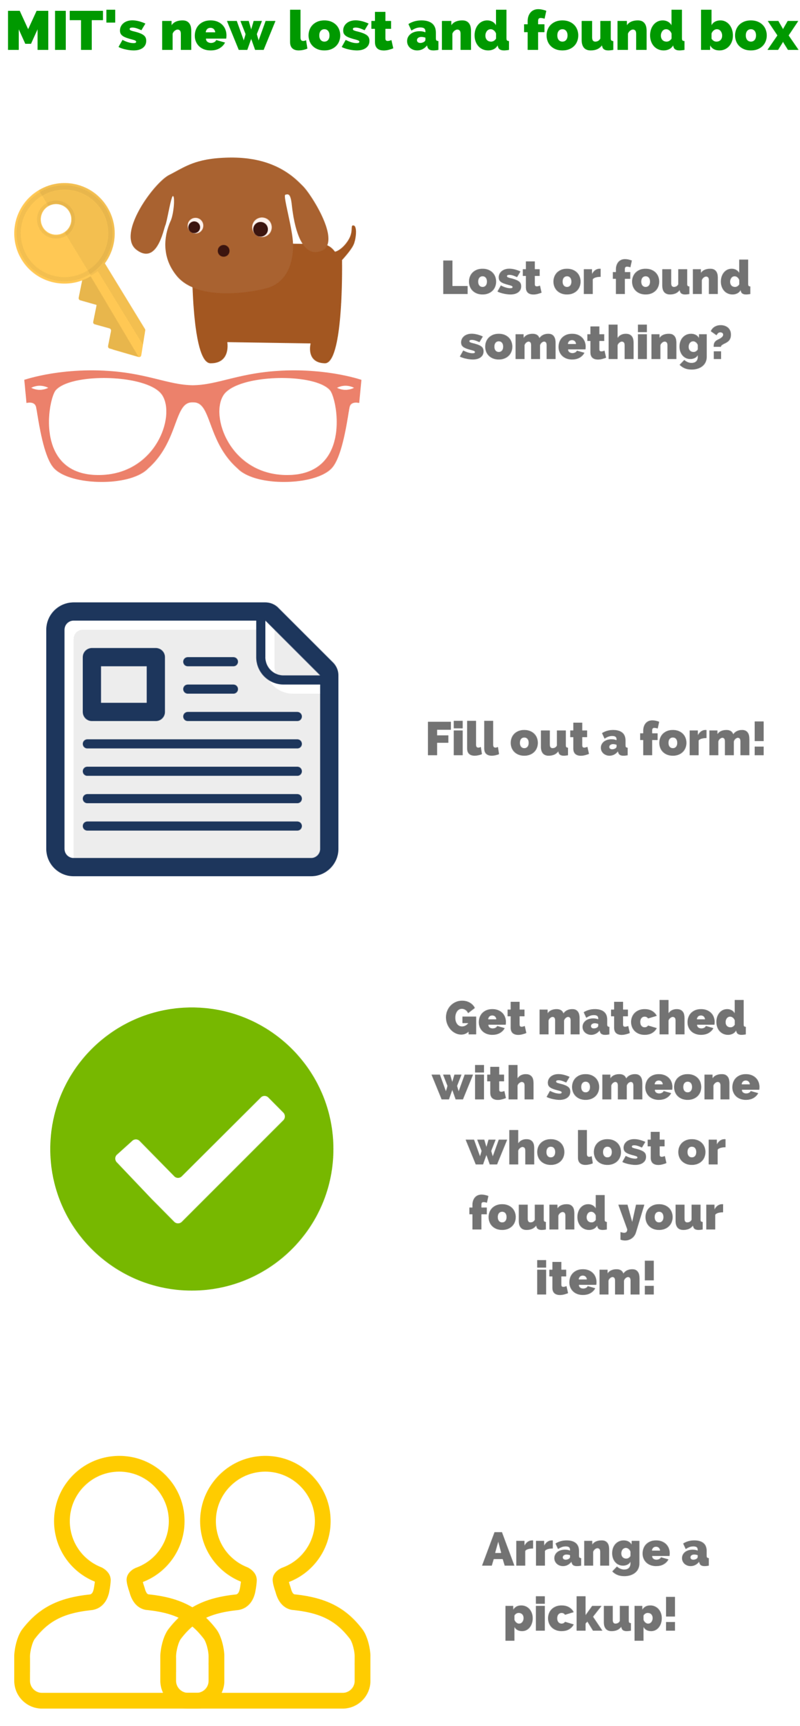 MIT's new lost and found box
Lost or found
something?
Fill out a form!
Get matched
with someone
who lost or
found your
item!
Arrange a
pickup!